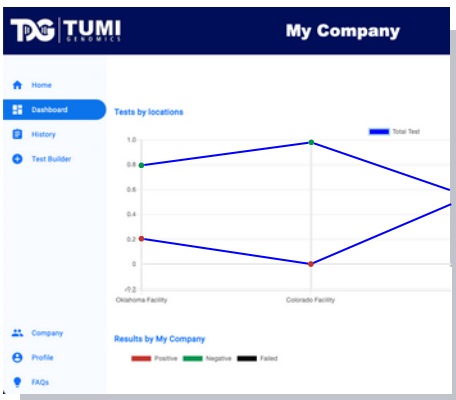 TDG TUMI
GENOMICS
My Company
Home
Dashboard
History
Test Builder
Tests by locations
Total Test
1.0
0.8
0.6
0.4
0.2
0
-0.2
Oklahoma Facility
Colorado Facility
Company
Profile
FAQs
Results by My Company
Positive Negative Failed